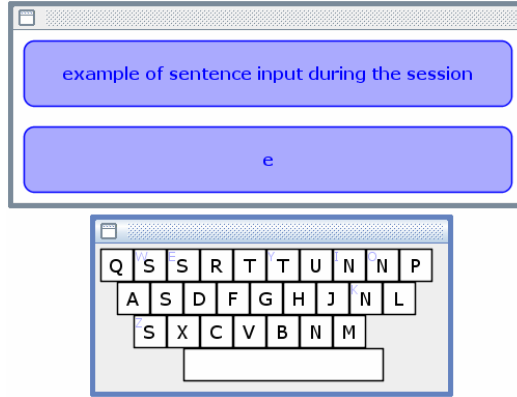 example of sentence input during the session
e
Q W S E S R T Y T U I N O N P
A S D F G H J K N L
Z S X C V B N M